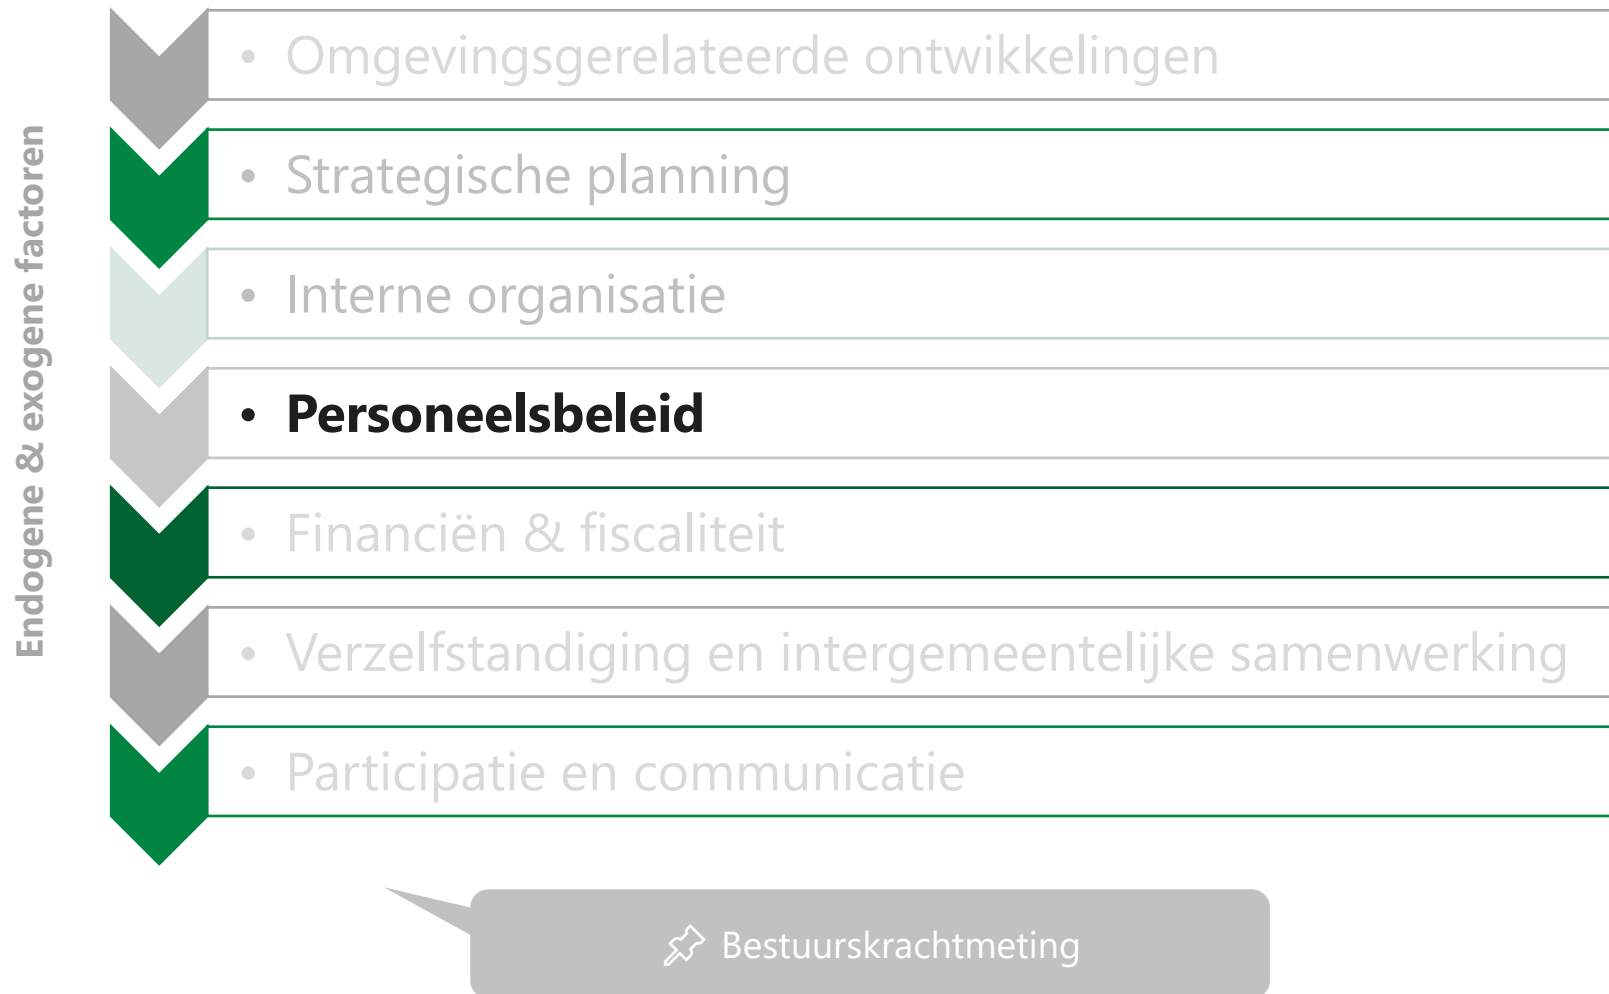 Endogene & exogene factoren
• Omgevingsgerelateerde ontwikkelingen
• Strategische planning
• Interne organisatie
• Personeelsbeleid
• Financiën & fiscaliteit
• Verzelfstandiging en intergemeentelijke samenwerking
• Participatie en communicatie
Bestuurskrachtmeting